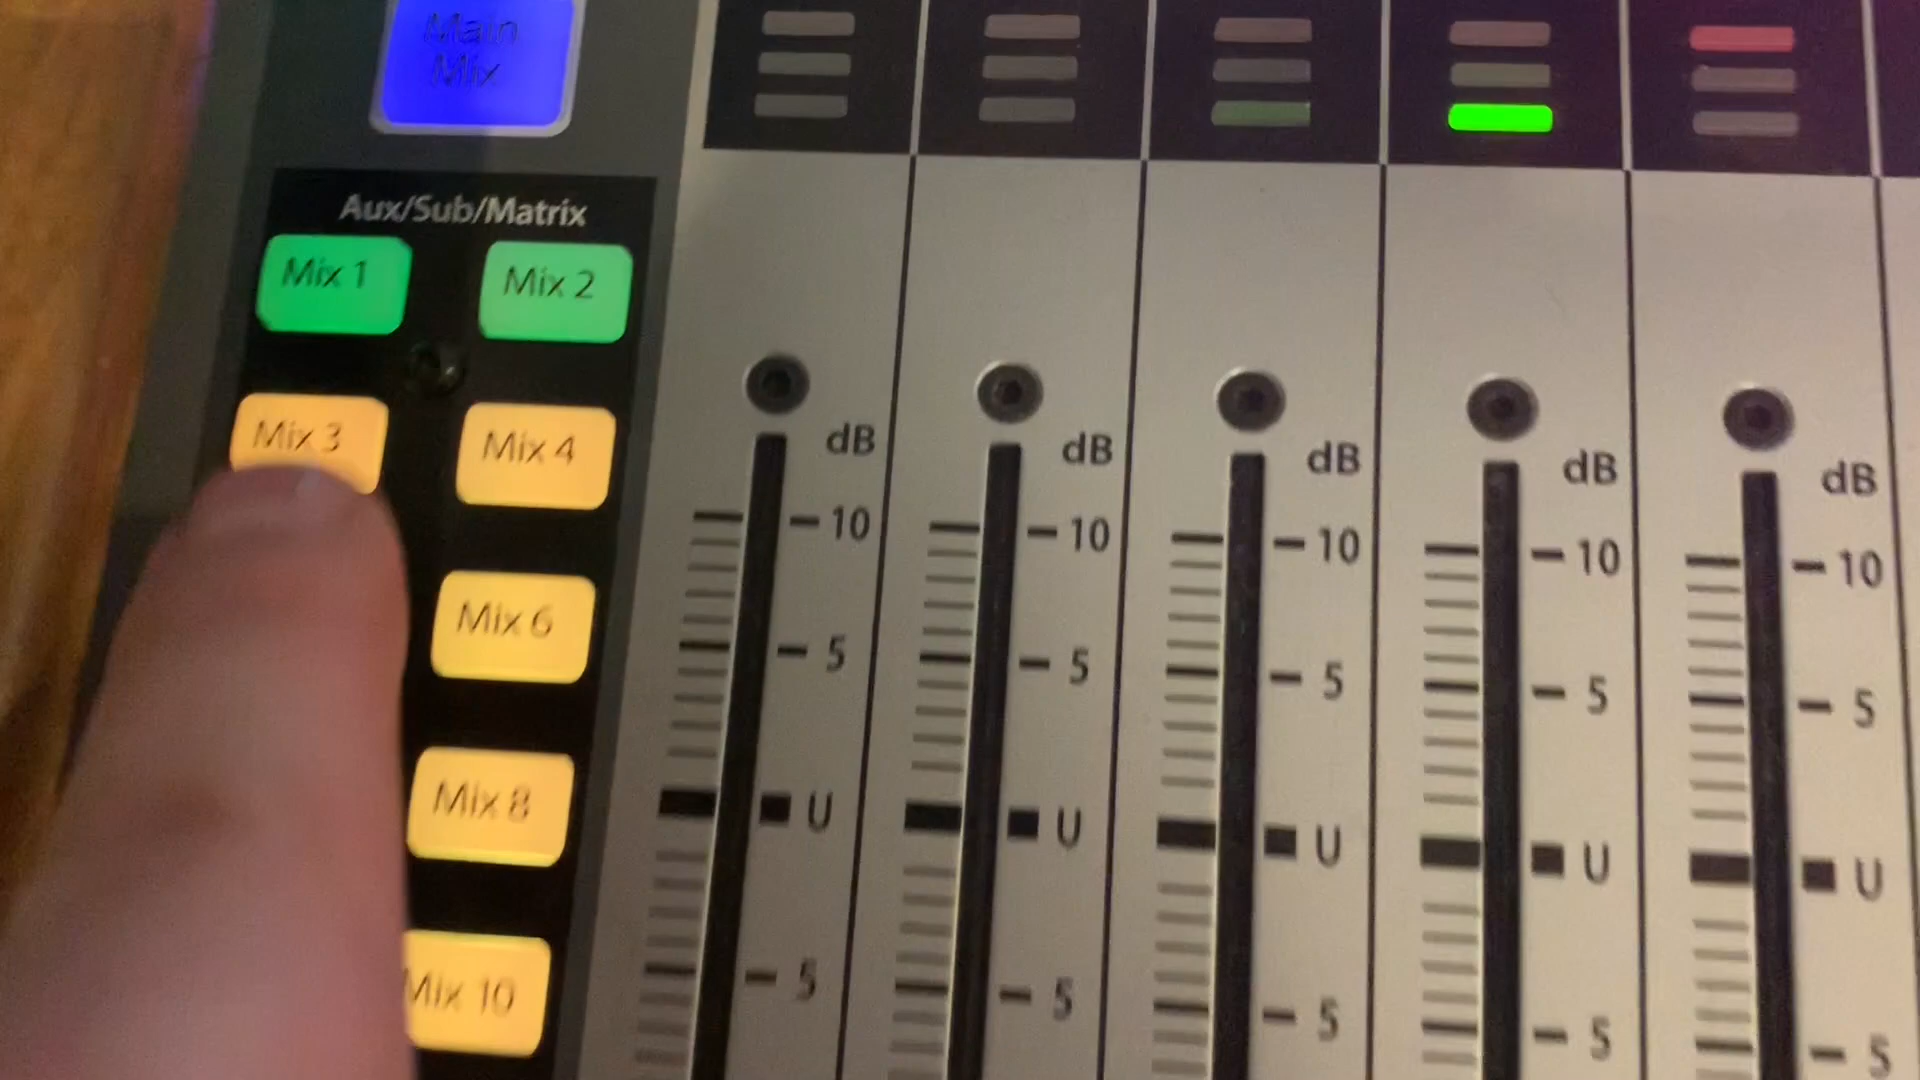 Main
Mix
Aux/Sub/Matrix
Mix 1
Mix 2
Mix 3
Mix 4
Mix 6
Mix 8
Mix 10
dB dB dB dB dB
10 10 10 10 10
5 5 5 5 5
U U U U U
5 5 5 5 5